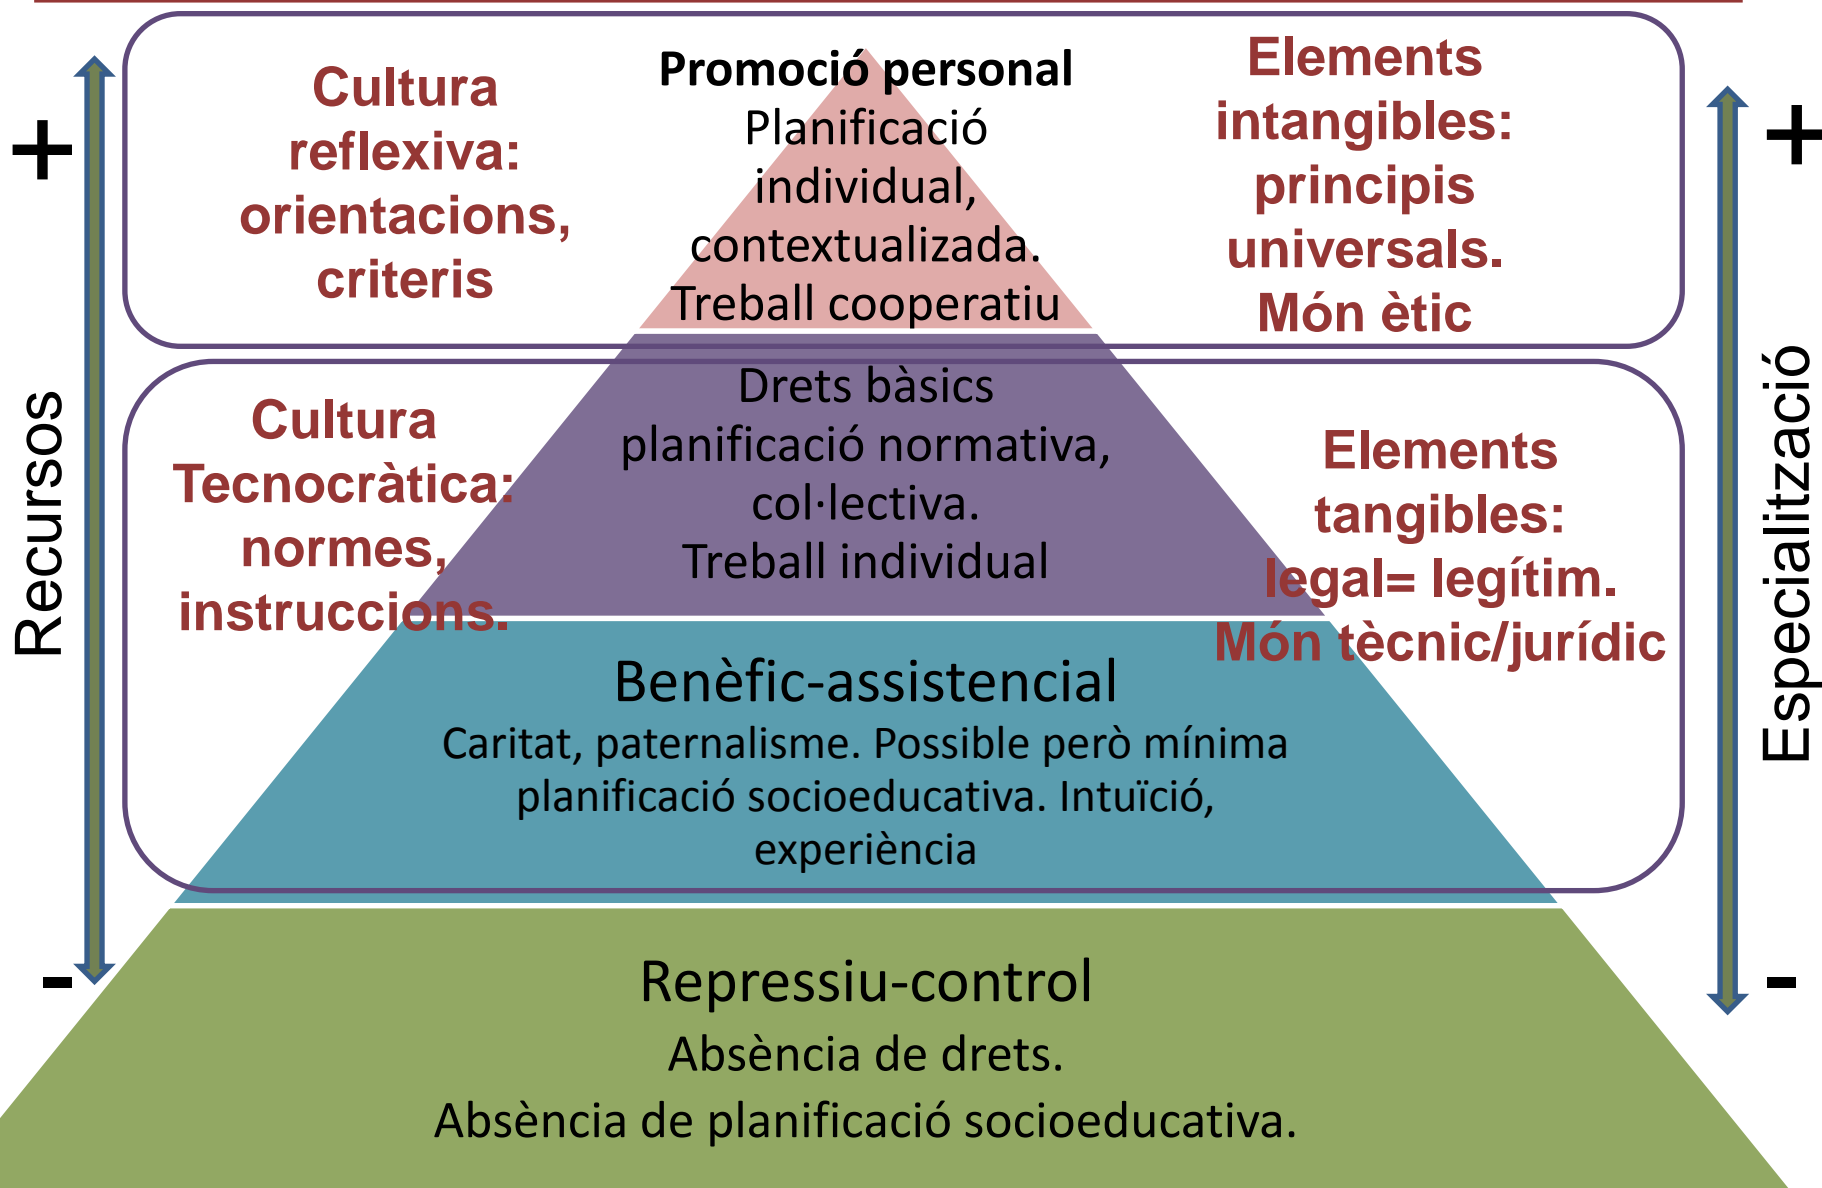 +
Recursos
-
Cultura
reflexiva:
orientacions,
criteris
Promoció personal
Planificació
individual,
contextualizada.
Treball cooperatiu
Elements
intangibles:
principis
universals.
Món ètic
Cultura
Tecnocràtica:
normes,
instruccions.
Drets bàsics
planificació normativa,
col·lectiva.
Treball individual
Elements
tangibles:
legal= legítim.
Món tècnic/jurídic
Benèfic-assistencial
Caritat, paternalisme. Possible però mínima
planificació socioeducativa. Intuïció,
experiència
Repressiu-control
Absència de drets.
Absència de planificació socioeducativa.
+
Especialització
-